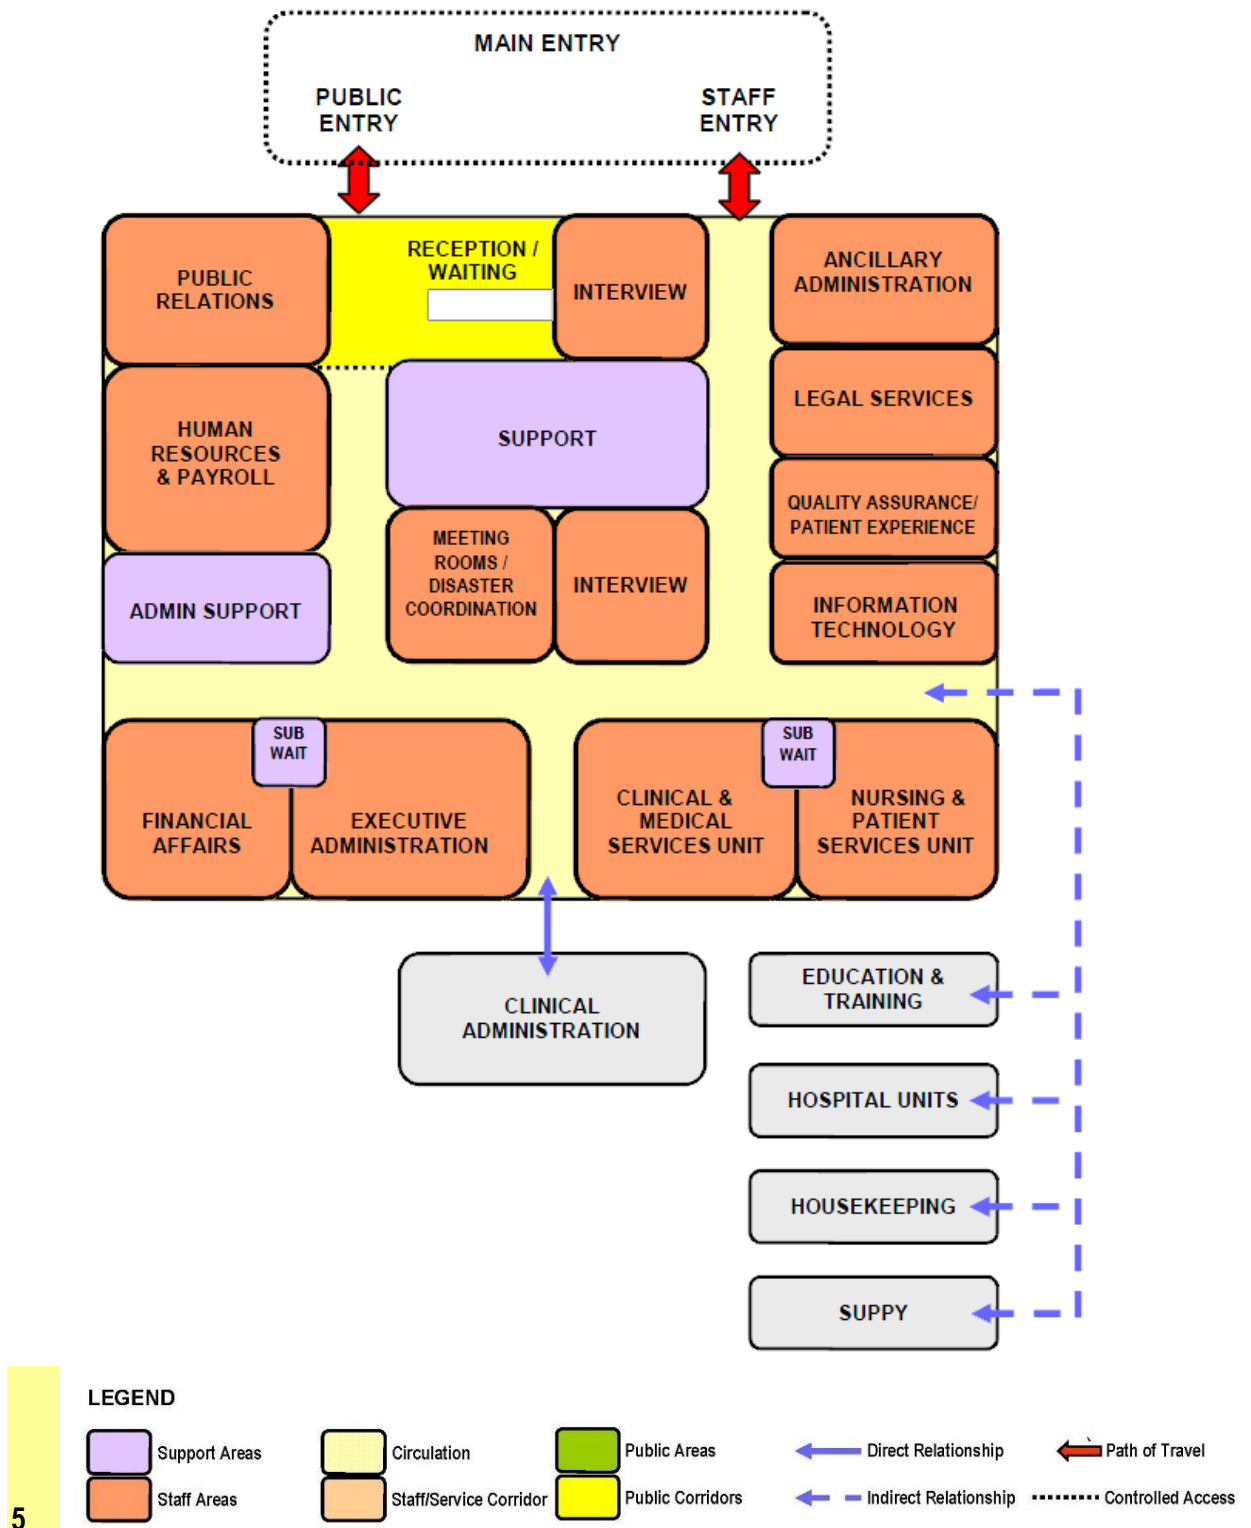 MAIN ENTRY
PUBLIC
ENTRY
STAFF
ENTRY
PUBLIC
RELATIONS
RECEPTION /
WAITING
INTERVIEW
ANCILLARY
ADMINISTRATION
HUMAN
RESOURCES
& PAYROLL
SUPPORT
LEGAL SERVICES
QUALITY ASSURANCE/
PATIENT EXPERIENCE
ADMIN SUPPORT
MEETING
ROOMS /
DISASTER
COORDINATION
INTERVIEW
INFORMATION
TECHNOLOGY
SUB
WAIT
FINANCIAL
AFFAIRS
EXECUTIVE
ADMINISTRATION
SUB
WAIT
CLINICAL &
MEDICAL
SERVICES UNIT
NURSING &
PATIENT
SERVICES UNIT
CLINICAL
ADMINISTRATION
EDUCATION &
TRAINING
HOSPITAL UNITS
HOUSEKEEPING
SUPPY
LEGEND
Support Areas
Circulation
Public Areas
Direct Relationship
Path of Travel
Staff Areas
Staff/Service Corridor
Public Corridors
Indirect Relationship
Controlled Access
5